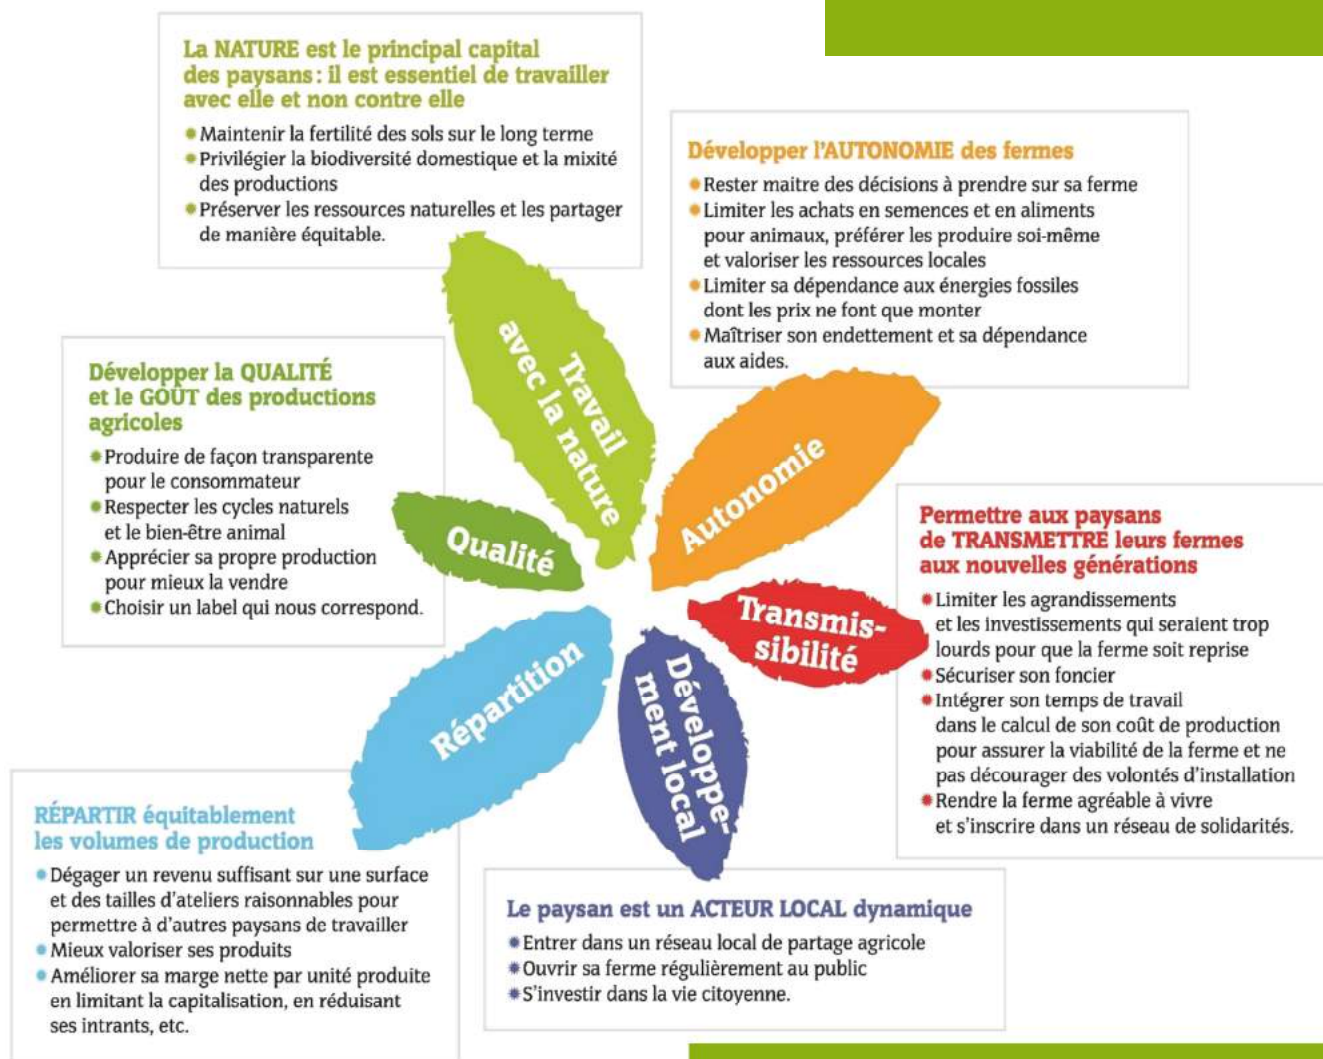 La NATURE est le principal capital
des paysans : il est essentiel de travailler
avec elle et non contre elle
Maintenir la fertilité des sols sur le long terme
Privilégier la biodiversité domestique et la mixité
des productions
Préserver les ressources naturelles et les partager
de manière équitable.
Développer l'AUTONOMIE des fermes
Rester maitre des décisions à prendre sur sa ferme
Limiter les achats en semences et en aliments
pour animaux, préférer les produire soi-même
et valoriser les ressources locales
Limiter sa dépendance aux énergies fossiles
dont les prix ne font que monter
Maîtriser son endettement et sa dépendance
aux aides.
Développer la QUALITÉ
et le GOÛT des productions
agricoles
Produire de façon transparente
pour le consommateur
Respecter les cycles naturels
et le bien-être animal
Apprécier sa propre production
pour mieux la vendre
Choisir un label qui nous correspond.
Travail
avec la nature
Autonomie
Qualité
Transmis-
sibilité
Répartition
Développe-
ment local
Permettre aux paysans
de TRANSMETTRE leurs fermes
aux nouvelles générations
Limiter les agrandissements
et les investissements qui seraient trop
lourds pour que la ferme soit reprise
Sécuriser son foncier
Intégrer son temps de travail
dans le calcul de son coût de production
pour assurer la viabilité de la ferme et ne
pas décourager des volontés d'installation
Rendre la ferme agréable à vivre
et s'inscrire dans un réseau de solidarités.
RÉPARTIR équitablement
les volumes de production
Dégager un revenu suffisant sur une surface
et des tailles d'ateliers raisonnables pour
permettre à d'autres paysans de travailler
Mieux valoriser ses produits
Améliorer sa marge nette par unité produite
en limitant la capitalisation, en réduisant
ses intrants, etc.
Le paysan est un ACTEUR LOCAL dynamique
Entrer dans un réseau local de partage agricole
Ouvrir sa ferme régulièrement au public
S'investir dans la vie citoyenne.